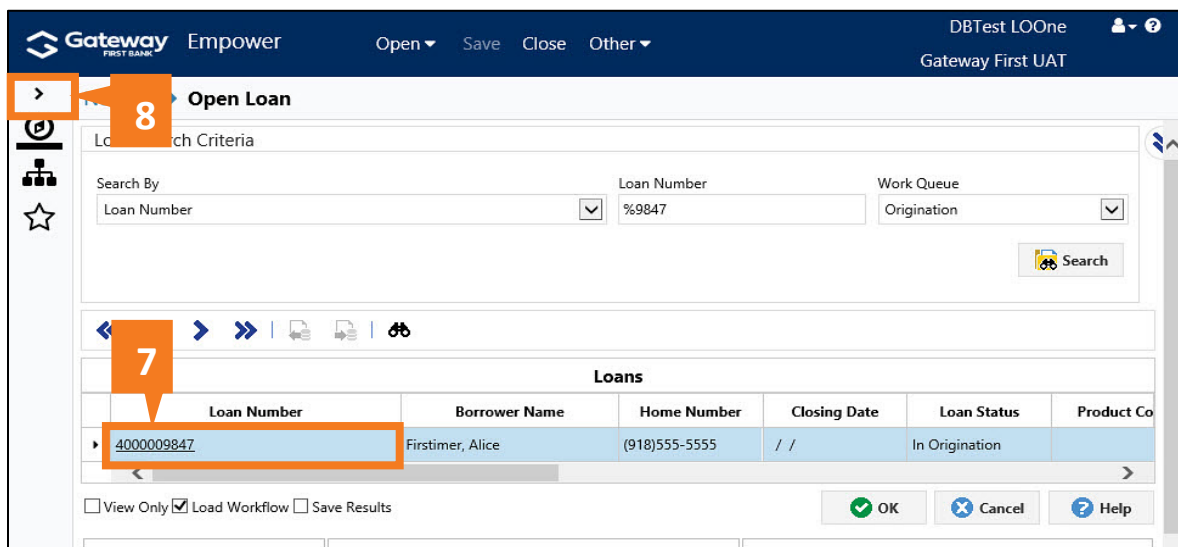 DBTest LOOne
Gateway Empower Open Save Close Other
FIRST BANK
Gateway First UAT
8
Open Loan
Search By Loan Number Work Queue
Loan Number %9847 Origination
Search
7
Loans
Loan Number Borrower Name Home Number Closing Date Loan Status Product Co
4000009847 Firstimer, Alice (918)555-5555 / / In Origination
View Only Load Workflow Save Results OK Cancel Help